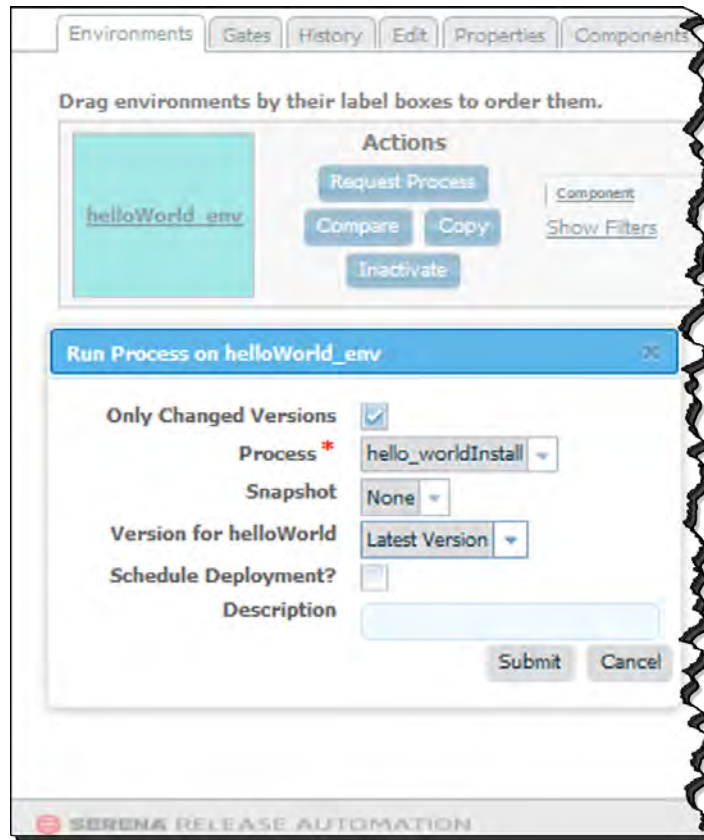 Environments Gates History Edit Properties Components
Drag environments by their label boxes to order them.
Actions
helloWorld_env
Request Process
Compare Copy
Inactivate
Component
Show Filters
Run Process on helloWorld_env
Only Changed Versions
Process * hello_worldInstall
Snapshot None
Version for helloWorld Latest Version
Schedule Deployment?
Description
Submit Cancel
SERENA RELEASE AUTOMATION